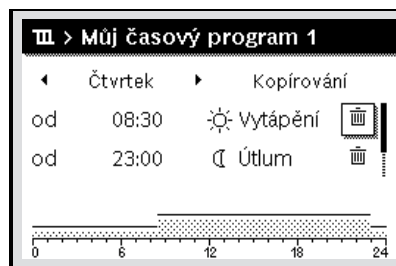 > Můj časový program 1
Čtvrtek Kopírování
od 08:30 Vytápění
od 23:00 Útlum
0 6 12 18 24